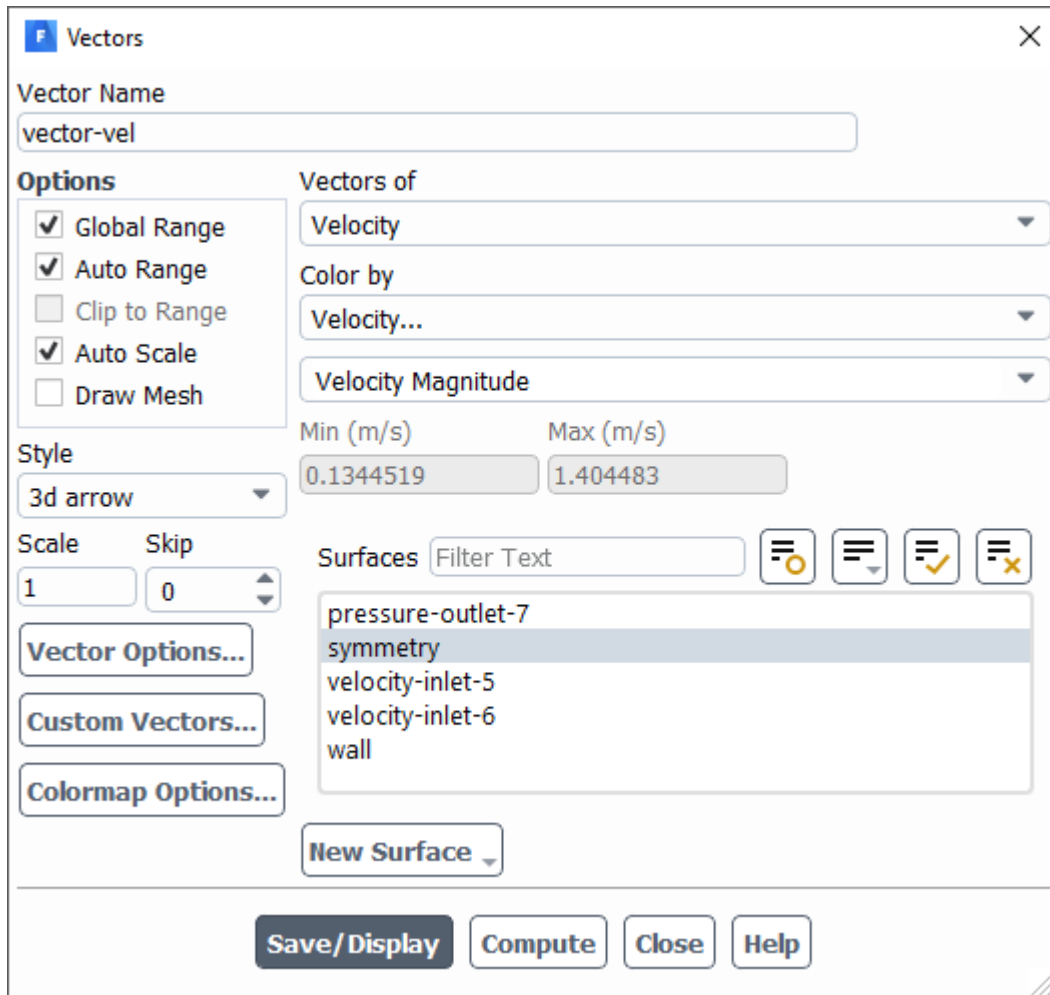 F Vectors
Vector Name
vector-vel
Options
Global Range
Auto Range
Clip to Range
Auto Scale
Draw Mesh
Style
3d arrow
Scale Skip
1 0
Vector Options...
Custom Vectors...
Colormap Options...
Vectors of
Velocity
Color by
Velocity...
Velocity Magnitude
Min (m/s) Max (m/s)
0.1344519 1.404483
Surfaces Filter Text
pressure-outlet-7
symmetry
velocity-inlet-5
velocity-inlet-6
wall
New Surface
Save/Display Compute Close Help